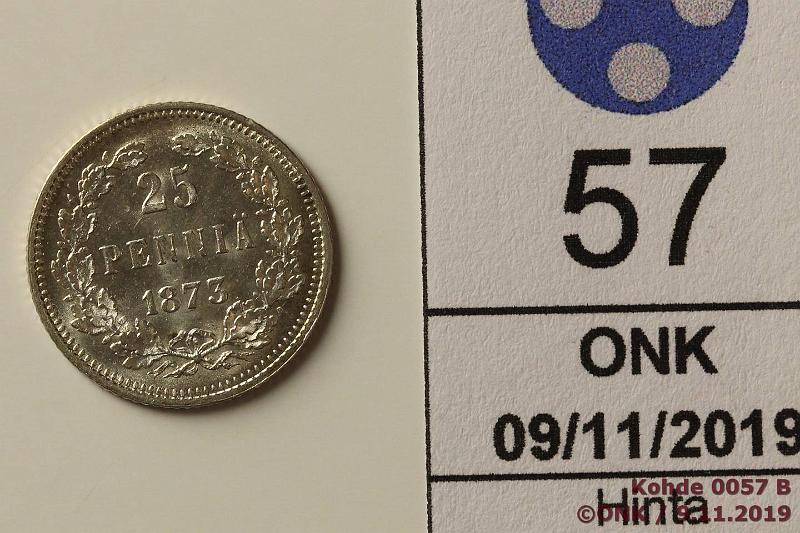 25
PENNIÄ
1873
57
ONK
09/11/2019
Hinta
Kohde 0057 B
©ONK / 9.11.2019